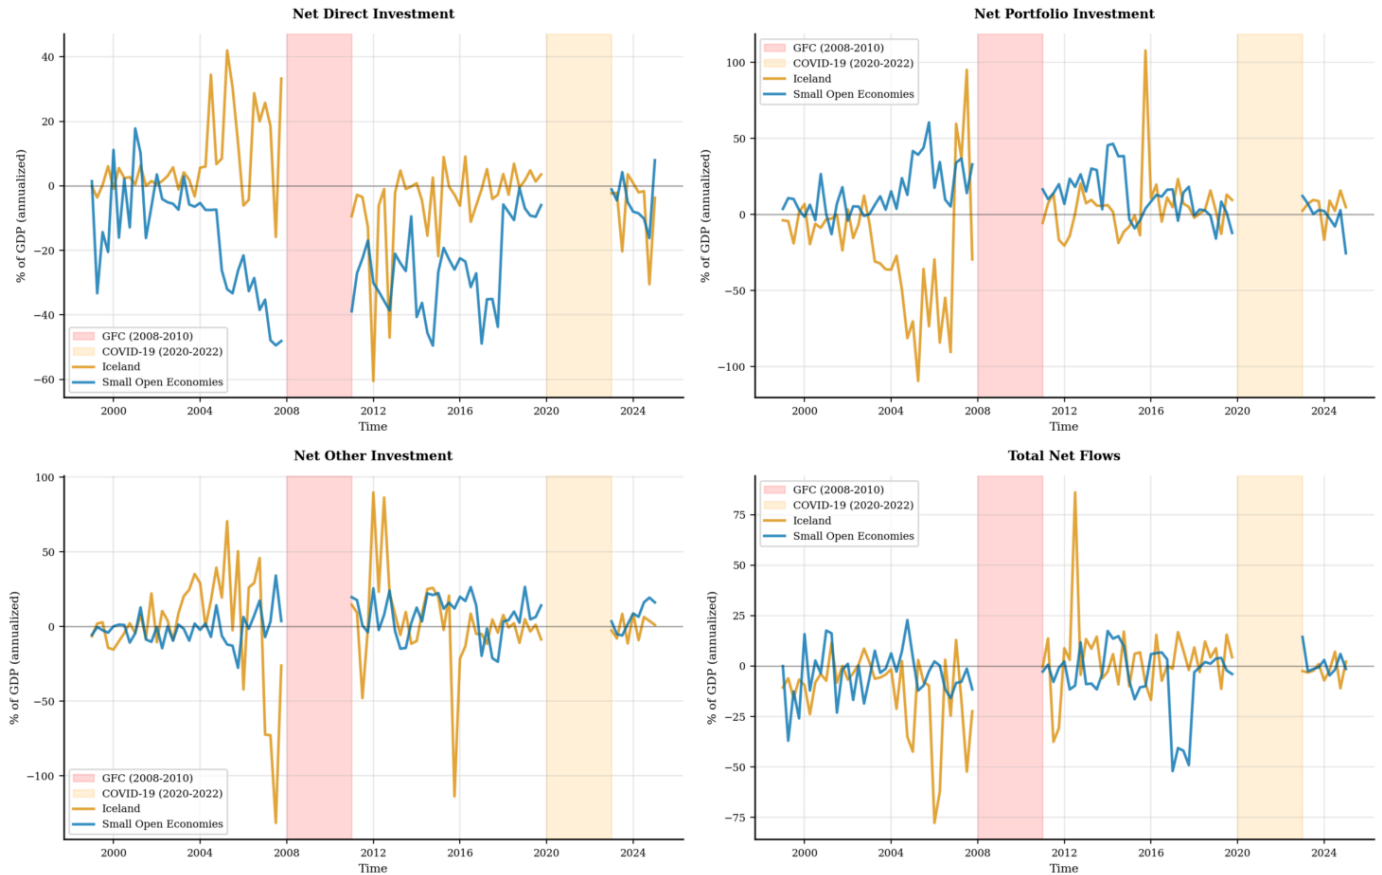 Net Direct Investment
% of GDP (annualized)
40
20
0
−20
−40
−60
GFC (2008-2010)
COVID-19 (2020-2022)
Iceland
Small Open Economies
2000
2004
2008
2012
2016
2020
2024
Time
Net Portfolio Investment
% of GDP (annualized)
100
50
0
−50
−100
GFC (2008-2010)
COVID-19 (2020-2022)
Iceland
Small Open Economies
2000
2004
2008
2012
2016
2020
2024
Time
Net Other Investment
% of GDP (annualized)
100
50
0
−50
−100
GFC (2008-2010)
COVID-19 (2020-2022)
Iceland
Small Open Economies
2000
2004
2008
2012
2016
2020
2024
Time
Total Net Flows
% of GDP (annualized)
75
50
25
0
−25
−50
−75
GFC (2008-2010)
COVID-19 (2020-2022)
Iceland
Small Open Economies
2000
2004
2008
2012
2016
2020
2024
Time